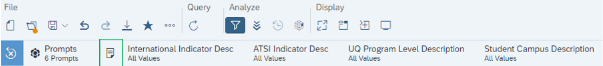 File Query Analyze Display
Prompts International Indicator Desc ATSI Indicator Desc UQ Program Level Description Student Campus Description
6 Prompts All Values All Values All Values All Values